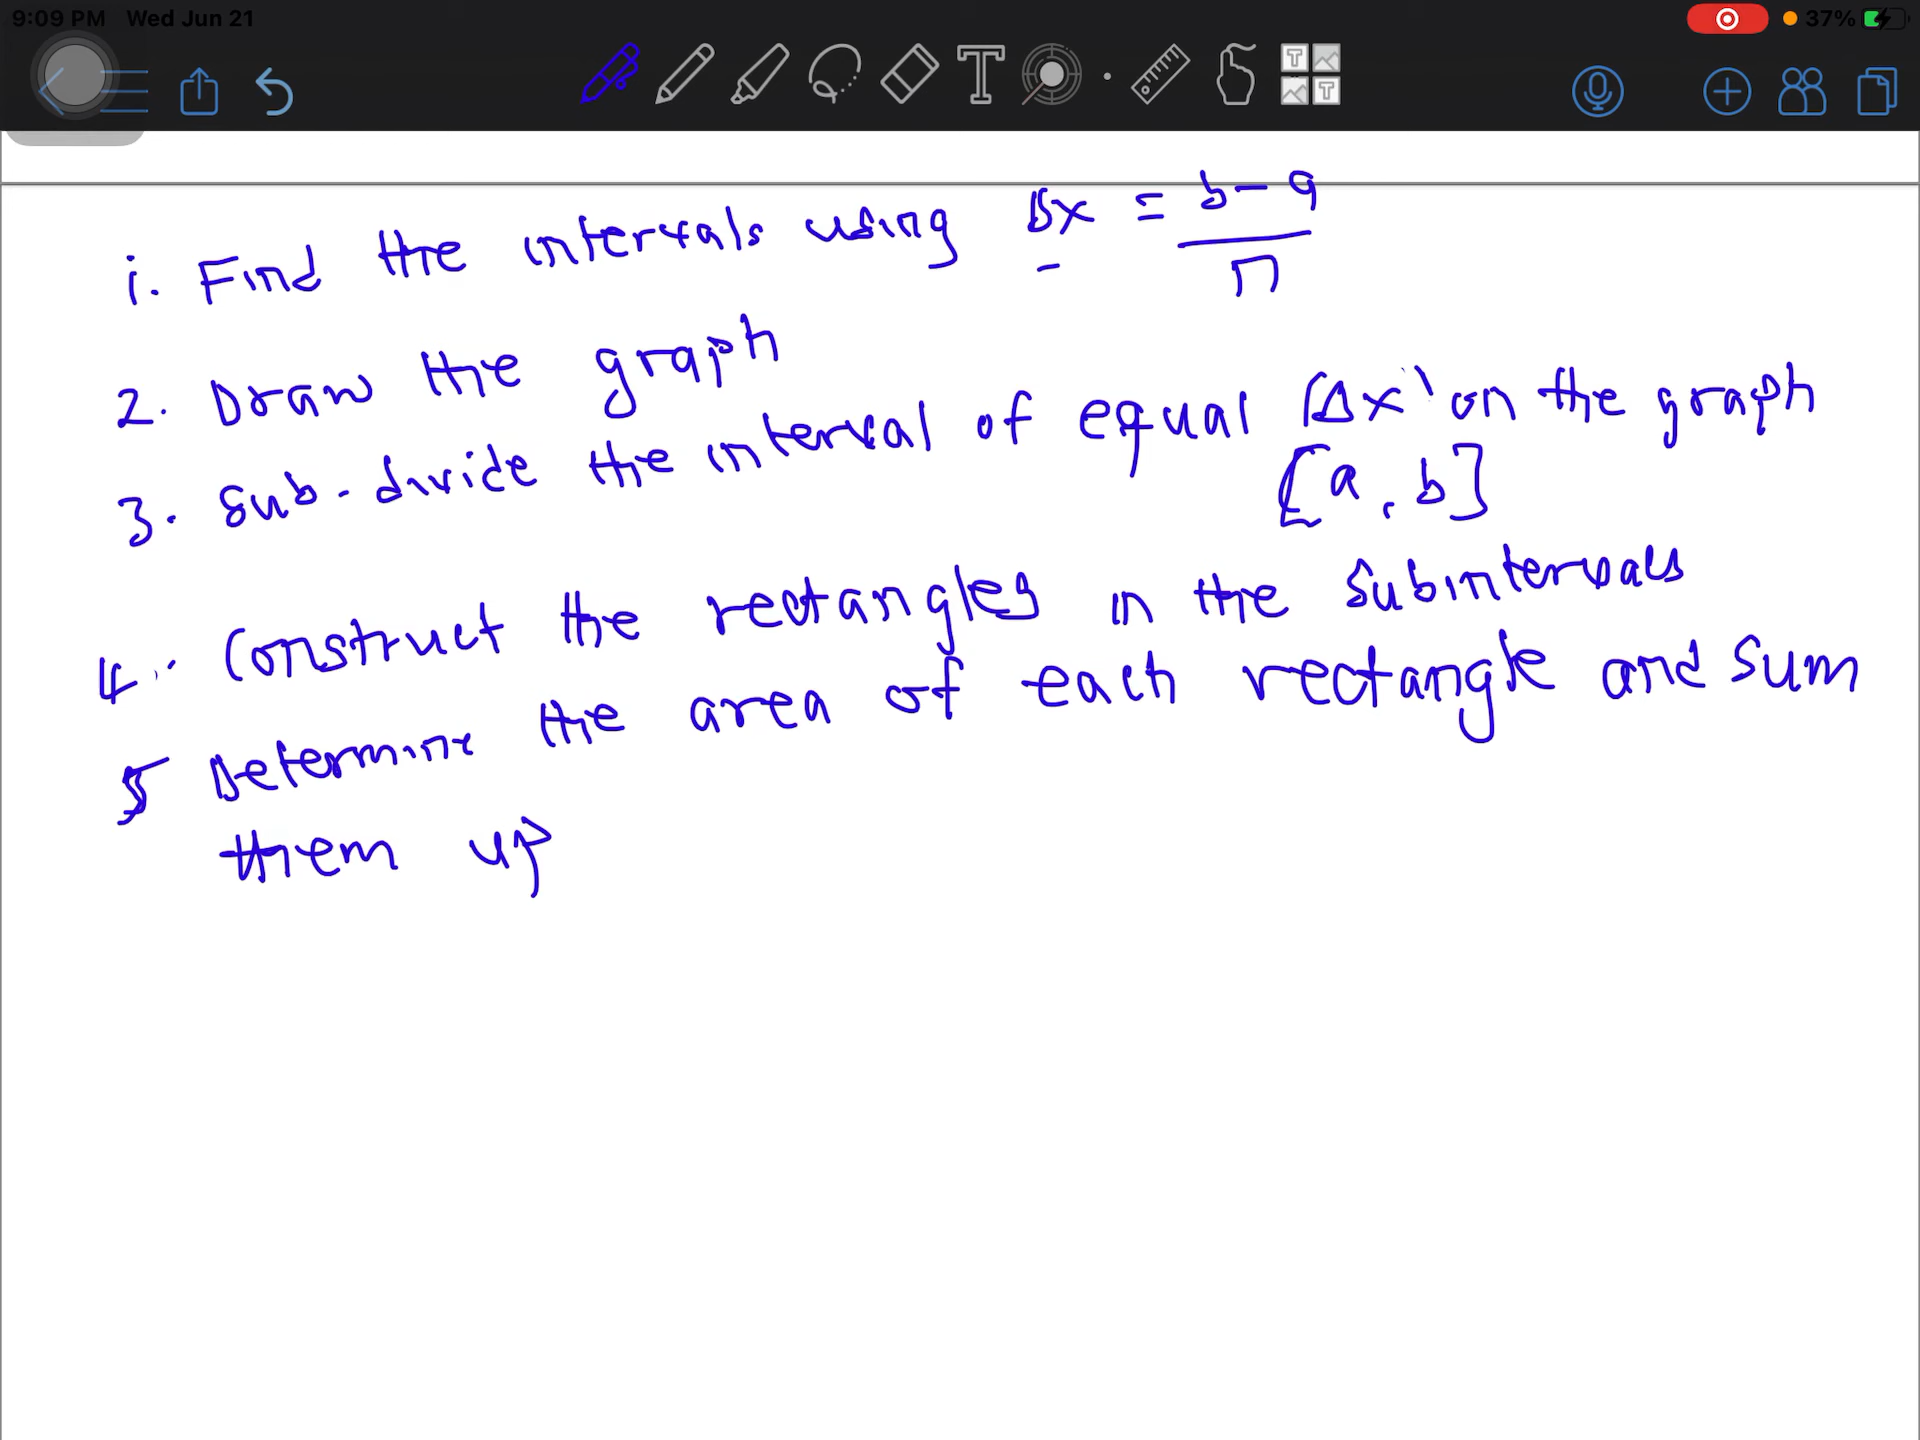 9:09 PM Wed Jun 21
37%
1. Find the intervals using Δx = b-a/n
2. Draw the graph
3. Sub-divide the interval of equal (Δx) on the graph
[a, b]
4. Construct the rectangles in the subintervals
5 Determine the area of each rectangle and sum
them up